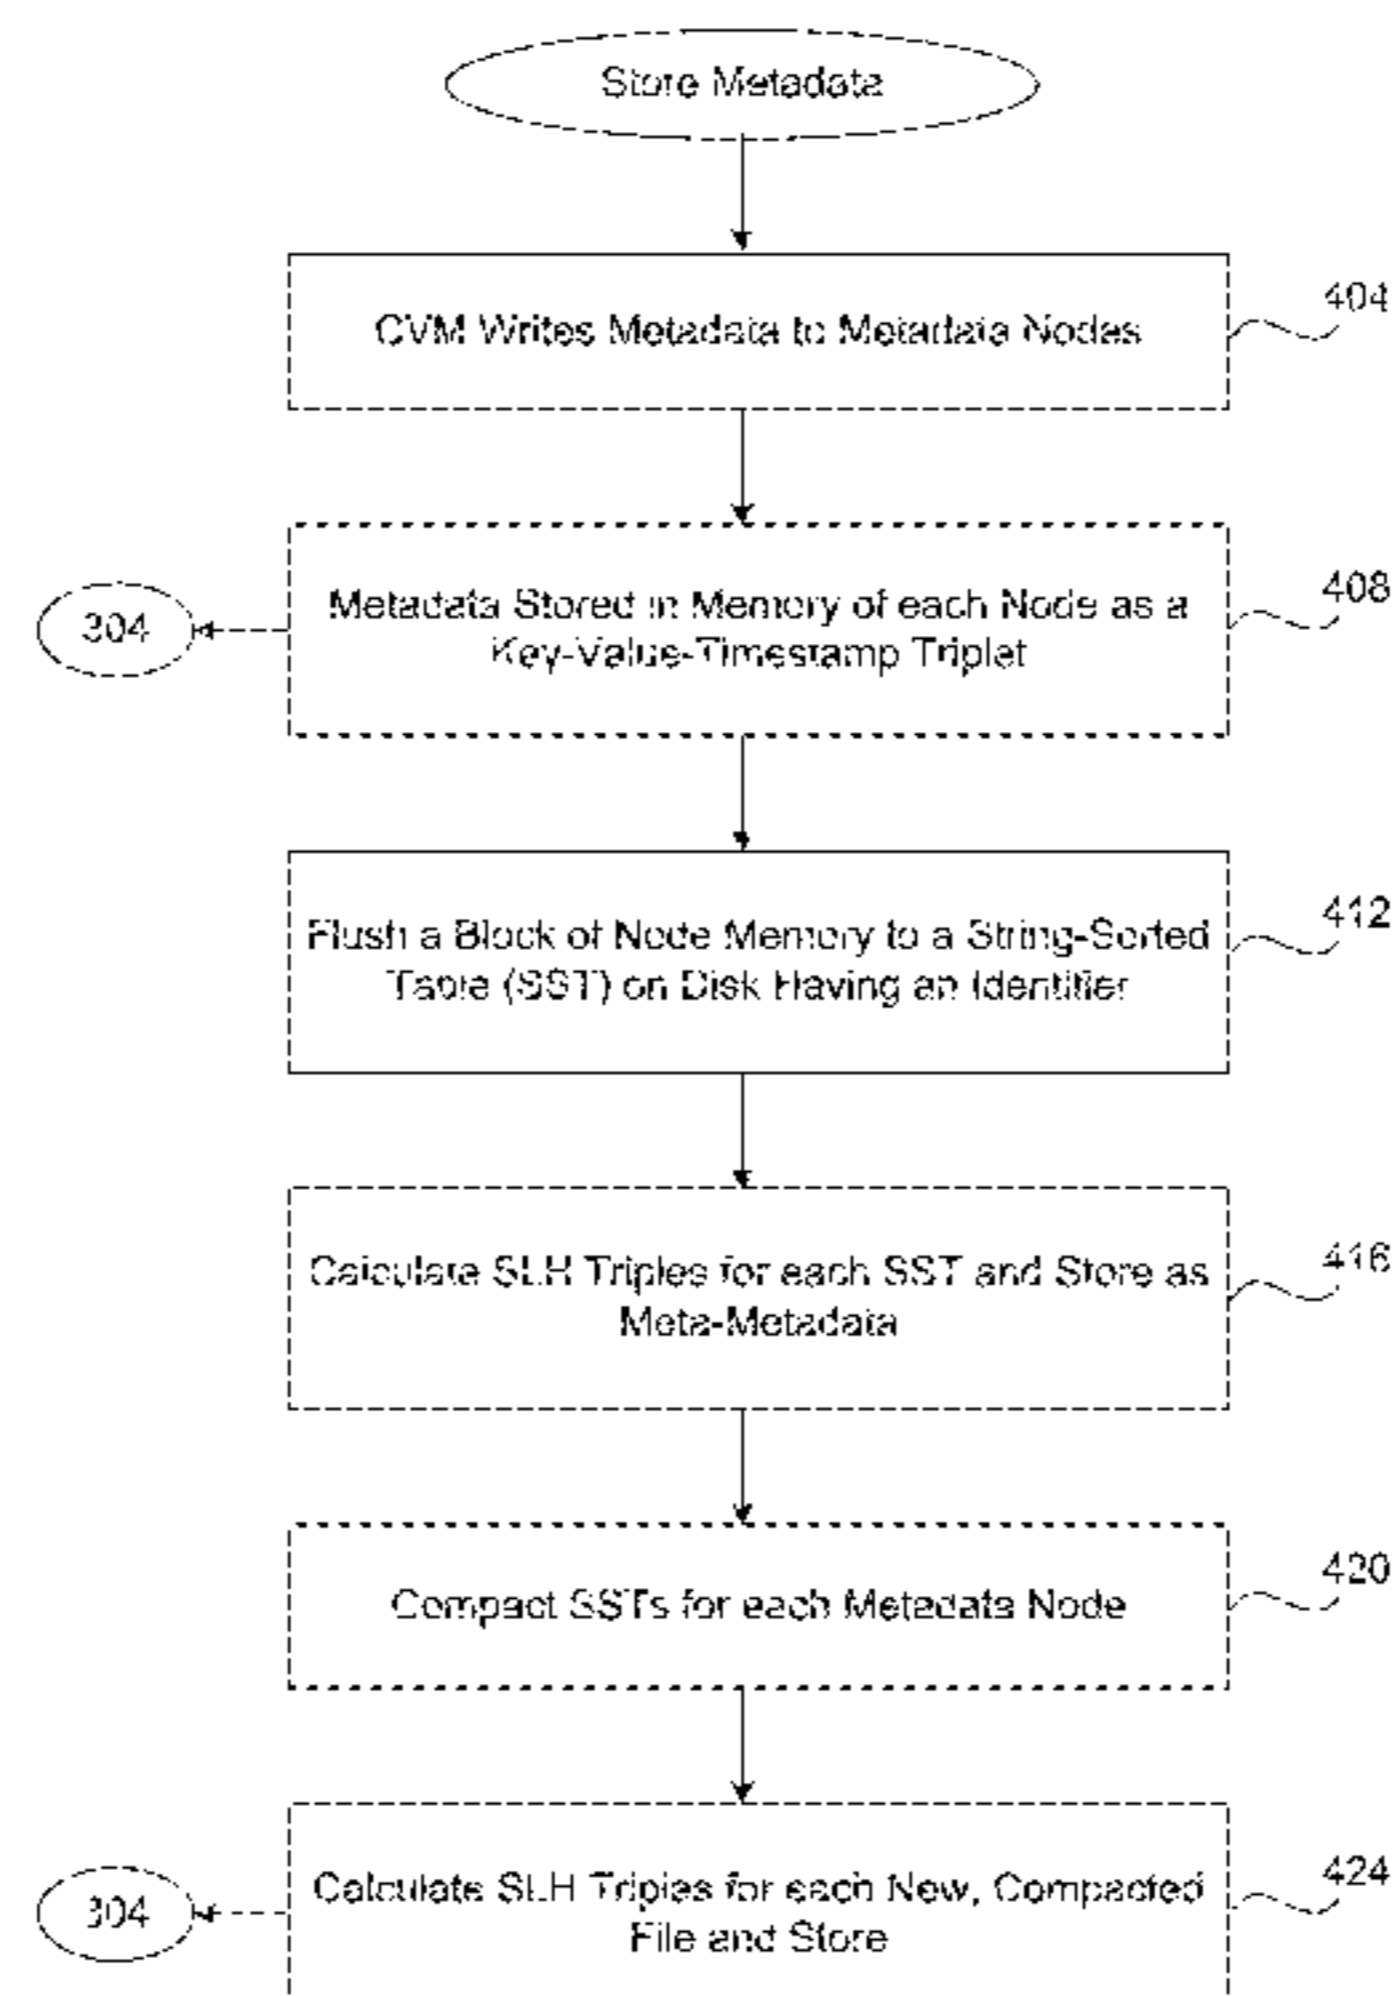 Store Metadata
CVM Writes Metadata to Metadata Nodes
404
Metadata Stored in Memory of each Node as a
Key-Value-Timestamp Triplet
408
304
Flush a Block of Node Memory to a String-Sorted
Table (SST) on Disk Having an Identifier
412
Calculate SLH Triples for each SST and Store as
Meta-Metadata
416
Compact SSTs for each Metadata Node
420
Calculate SLH Triples for each New, Compacted
File and Store
424
304